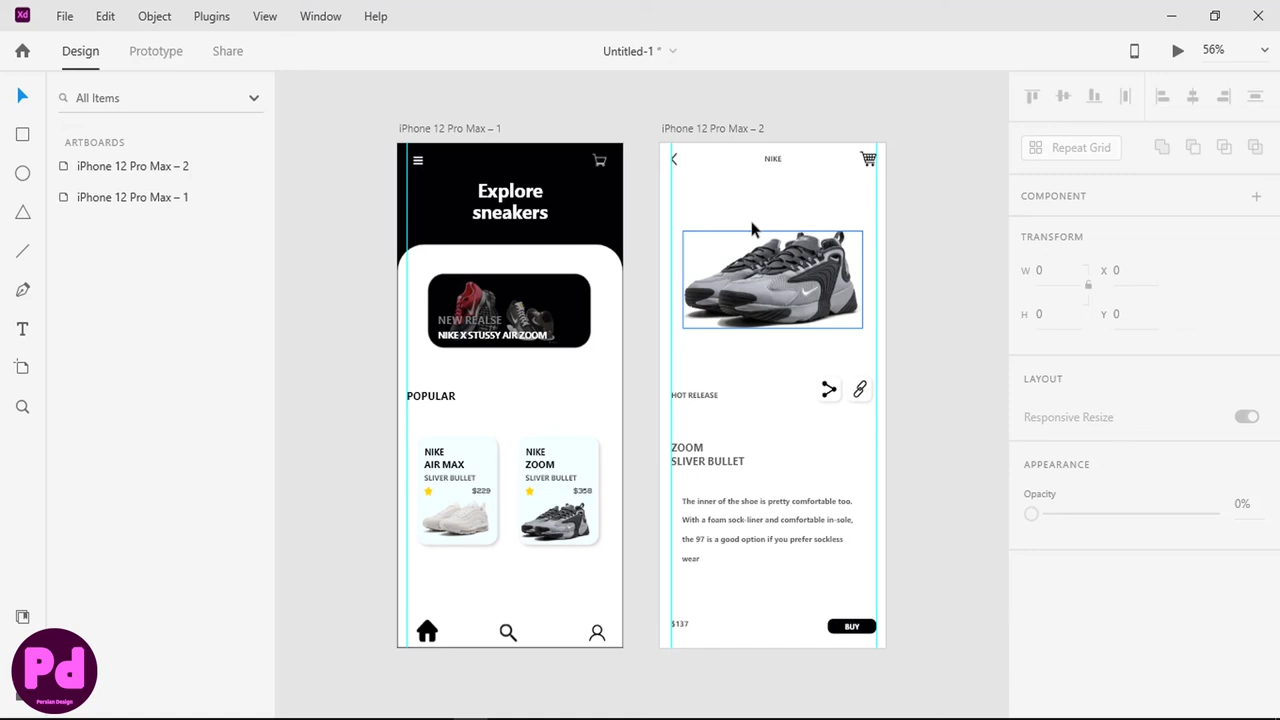 Xd File Edit Object Plugins View Window Help
Design Prototype Share Untitled-1 * 56%
All Items
ARTBOARDS
iPhone 12 Pro Max – 2
iPhone 12 Pro Max – 1
iPhone 12 Pro Max – 1
Explore
sneakers
NEW REALSE
NIKE X STUSSY AIR ZOOM
POPULAR
NIKE
AIR MAX
SLIVER BULLET
$229
NIKE
ZOOM
SLIVER BULLET
$358
iPhone 12 Pro Max – 2
NIKE
HOT RELEASE
ZOOM
SLIVER BULLET
The inner of the shoe is pretty comfortable too.
With a foam sock-liner and comfortable in-sole,
the 97 is a good option if you prefer sockless
wear
$137
BUY
Repeat Grid
COMPONENT
TRANSFORM
W 0 X 0
H 0 Y 0
LAYOUT
Responsive Resize
APPEARANCE
Opacity
0%
Pd
Persian Design